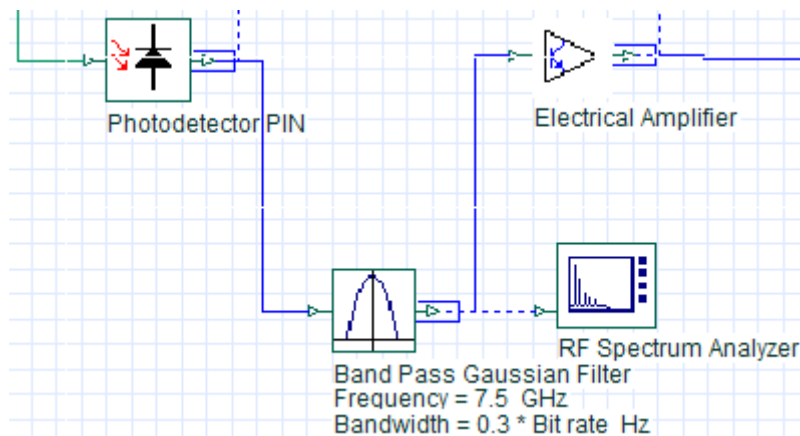 Photodetector PIN
Electrical Amplifier
RF Spectrum Analyzer
Band Pass Gaussian Filter
Frequency = 7.5 GHz
Bandwidth = 0.3 * Bit rate Hz